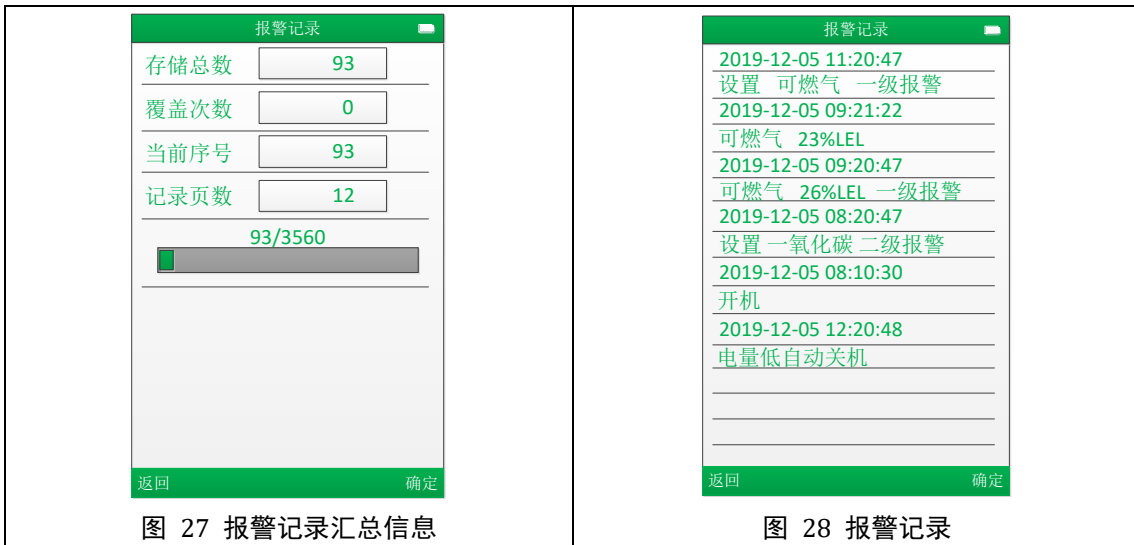 报警记录
存储总数 93
覆盖次数 0
当前序号 93
记录页数 12
93/3560
返回 确定
图 27 报警记录汇总信息
报警记录
2019-12-05 11:20:47
设置 可燃气 一级报警
2019-12-05 09:21:22
可燃气 23%LEL
2019-12-05 09:20:47
可燃气 26%LEL 一级报警
2019-12-05 08:20:47
设置 一氧化碳 二级报警
2019-12-05 08:10:30
开机
2019-12-05 12:20:48
电量低自动关机
返回 确定
图 28 报警记录